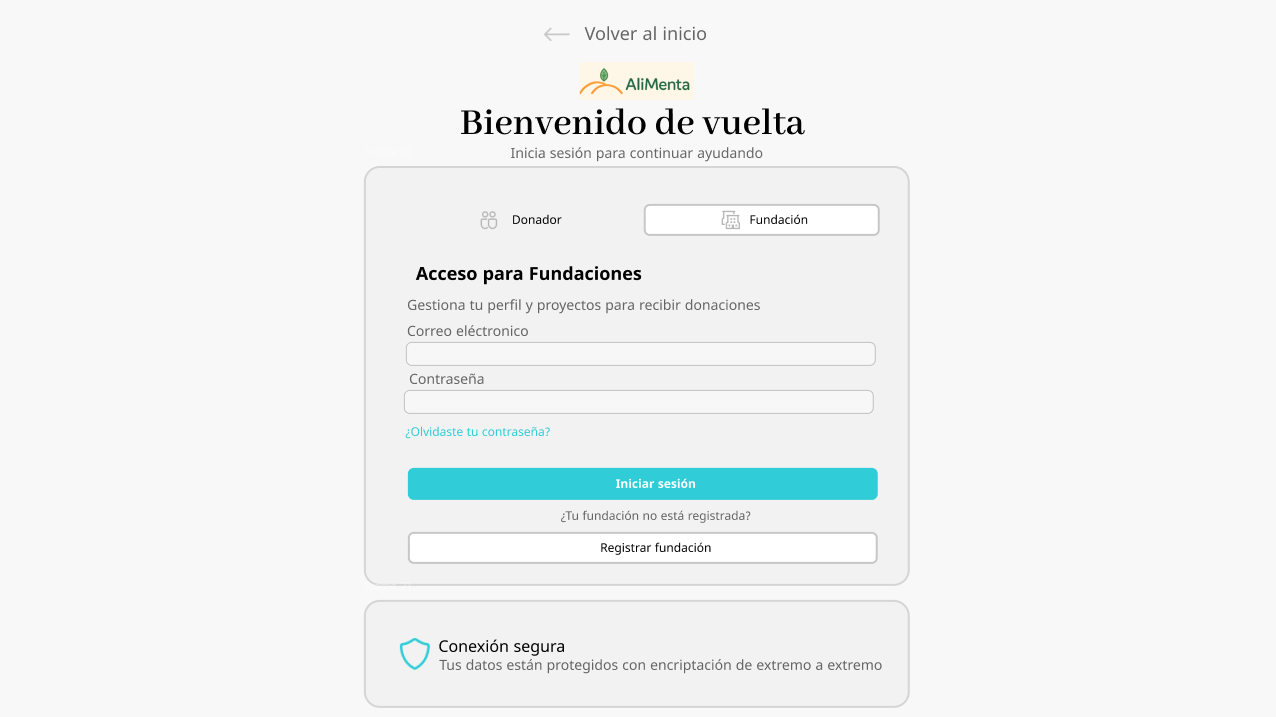 Volver al inicio
AliMenta
Bienvenido de vuelta
Inicia sesión para continuar ayudando
Donador
Fundación
Acceso para Fundaciones
Gestiona tu perfil y proyectos para recibir donaciones
Correo eléctronico
Contraseña
¿Olvidaste tu contraseña?
Iniciar sesión
¿Tu fundación no está registrada?
Registrar fundación
Conexión segura
Tus datos están protegidos con encriptación de extremo a extremo